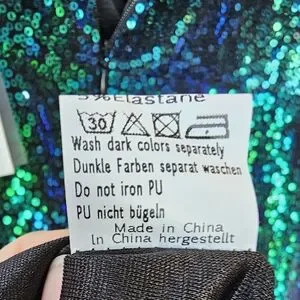 5%Elastane
30
Wash dark colors separately
Dunkle Farben separat waschen
Do not iron PU
PU nicht bügeln
Made in China
In China hergestellt